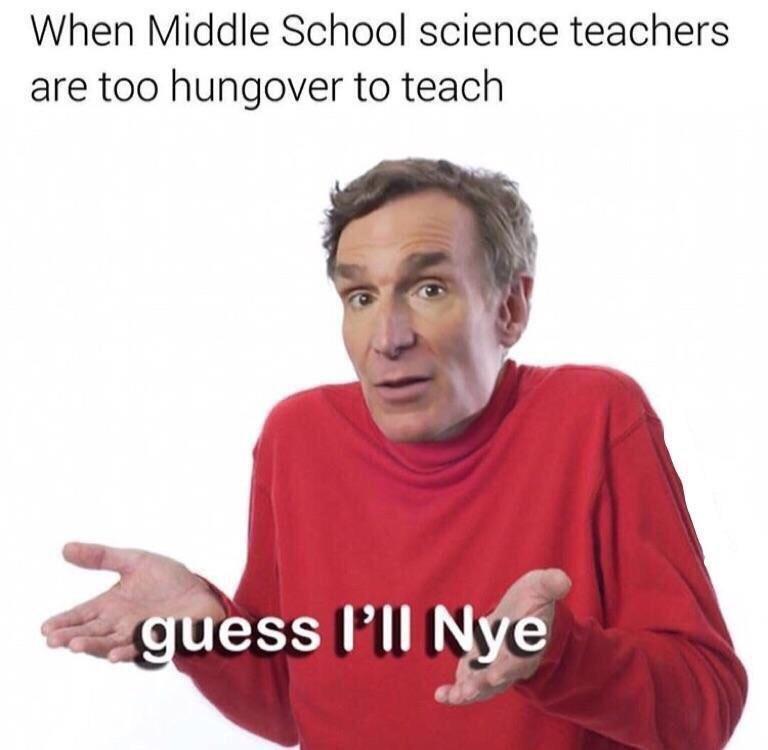 When Middle School science teachers
are too hungover to teach
guess I'll Nye